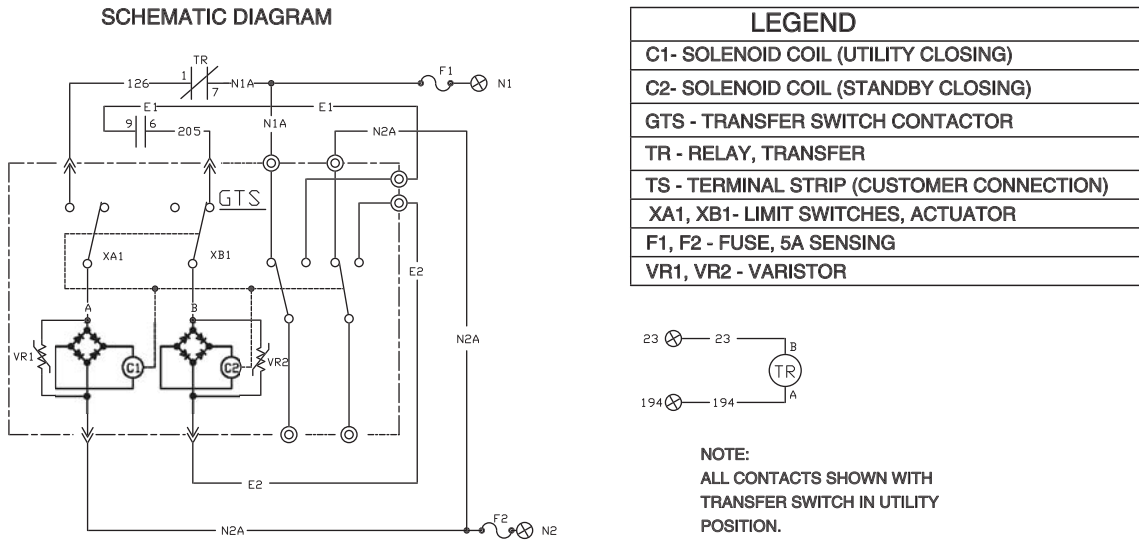 SCHEMATIC DIAGRAM
TR
126
1
7
N1A
F1
N1
E1
E1
9
6
205
N1A
N2A
GTS
XA1
XB1
E2
A
B
N2A
VR1
C1
C2
VR2
E2
N2A
F2
N2
LEGEND
C1- SOLENOID COIL (UTILITY CLOSING)
C2- SOLENOID COIL (STANDBY CLOSING)
GTS - TRANSFER SWITCH CONTACTOR
TR - RELAY, TRANSFER
TS - TERMINAL STRIP (CUSTOMER CONNECTION)
XA1, XB1- LIMIT SWITCHES, ACTUATOR
F1, F2 - FUSE, 5A SENSING
VR1, VR2 - VARISTOR
23
23
B
TR
A
194
194
NOTE:
ALL CONTACTS SHOWN WITH
TRANSFER SWITCH IN UTILITY
POSITION.